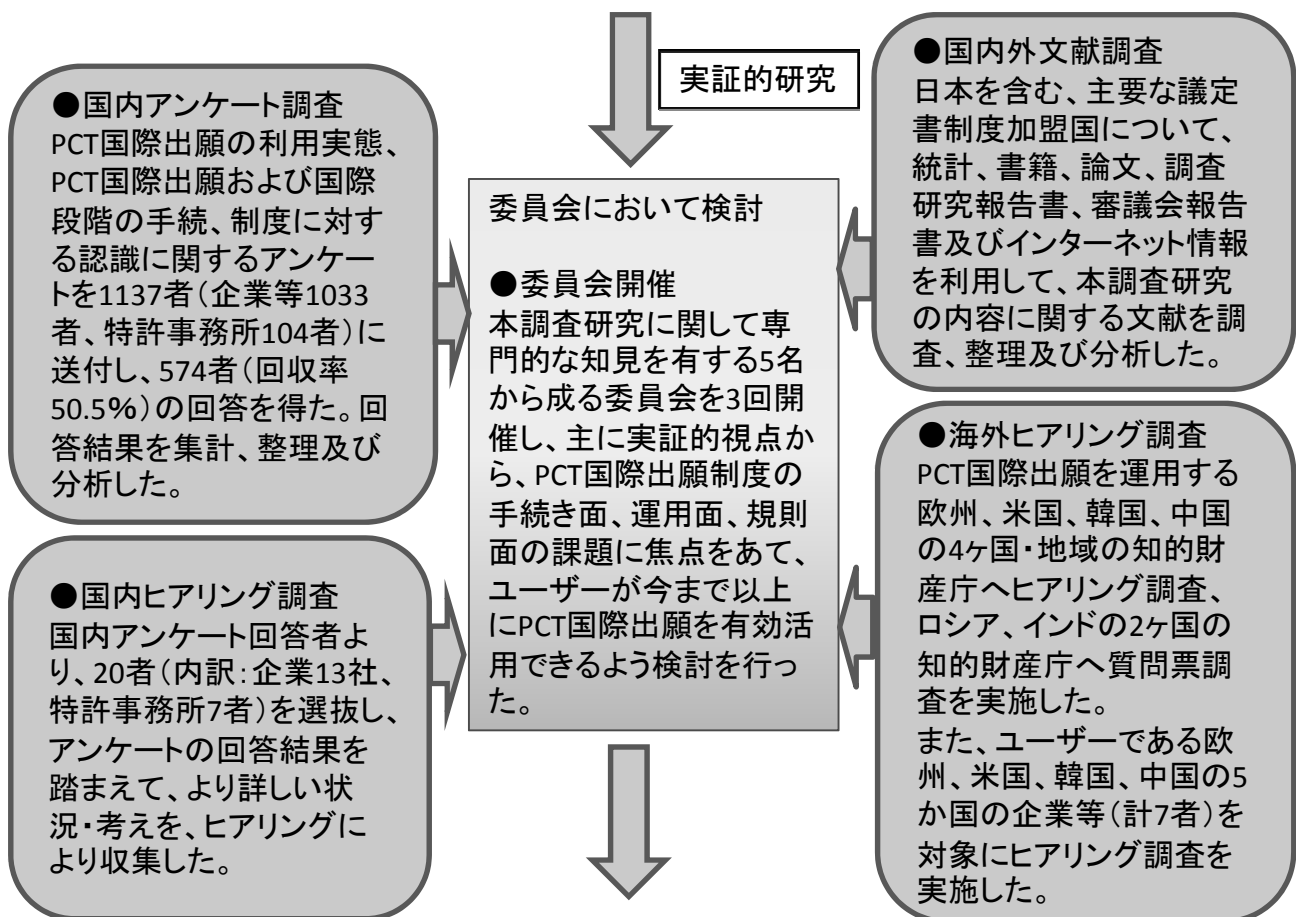 実証的研究
●国内アンケート調査
PCT国際出願の利用実態、
PCT国際出願および国際
段階の手続、制度に対す
る認識に関するアンケー
トを1137者（企業等1033
者、特許事務所104者）に
送付し、574者（回収率
50.5％）の回答を得た。回
答結果を集計、整理及び
分析した。
●国内ヒアリング調査
国内アンケート回答者よ
り、20者（内訳：企業13社、
特許事務所7者）を選抜し、
アンケートの回答結果を
踏まえて、より詳しい状
況・考えを、ヒアリングに
より収集した。
委員会において検討
●委員会開催
本調査研究に関して専
門的な知見を有する5名
から成る委員会を3回開
催し、主に実証的視点か
ら、PCT国際出願制度の
手続き面、運用面、規則
面の課題に焦点をあて、
ユーザーが今まで以上
にPCT国際出願を有効活
用できるよう検討を行っ
た。
●国内外文献調査
日本を含む、主要な議定
書制度加盟国について、
統計、書籍、論文、調査
研究報告書、審議会報告
書及びインターネット情報
を利用して、本調査研究
の内容に関する文献を調
査、整理及び分析した。
●海外ヒアリング調査
PCT国際出願を運用する
欧州、米国、韓国、中国
の4ヶ国・地域の知的財
産庁へヒアリング調査、
ロシア、インドの2ヶ国の
知的財産庁へ質問票調
査を実施した。
また、ユーザーである欧
州、米国、韓国、中国の5
か国の企業等（計7者）を
対象にヒアリング調査を
実施した。